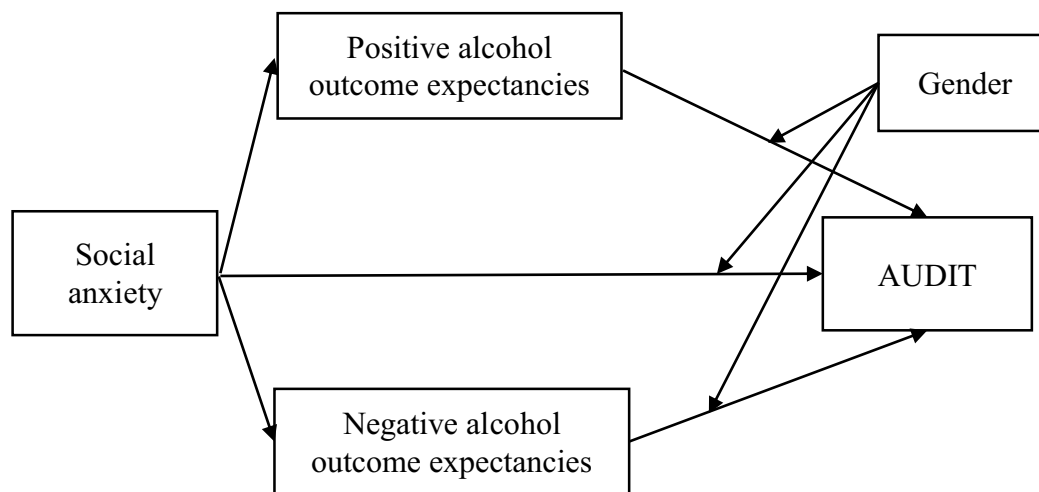 Positive alcohol
outcome expectancies
Gender
Social
anxiety
AUDIT
Negative alcohol
outcome expectancies